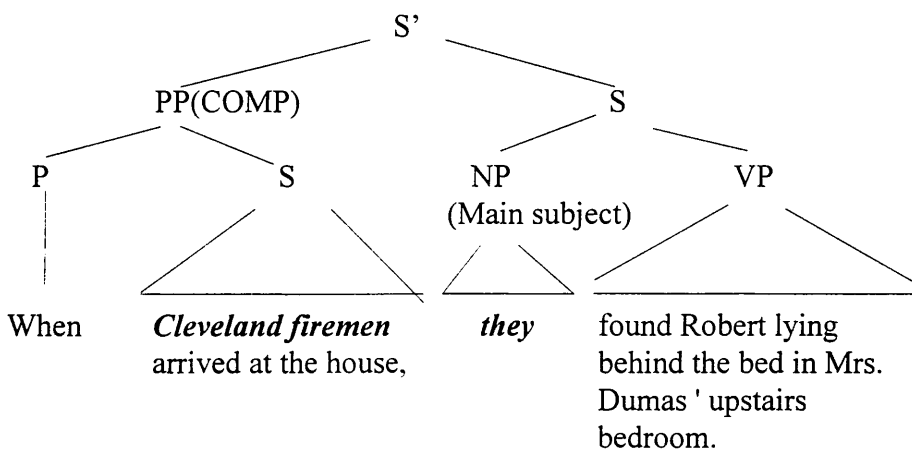 S’
PP(COMP) S
P S NP VP
(Main subject)
When Cleveland firemen they found Robert lying
arrived at the house, behind the bed in Mrs.
Dumas ' upstairs
bedroom.